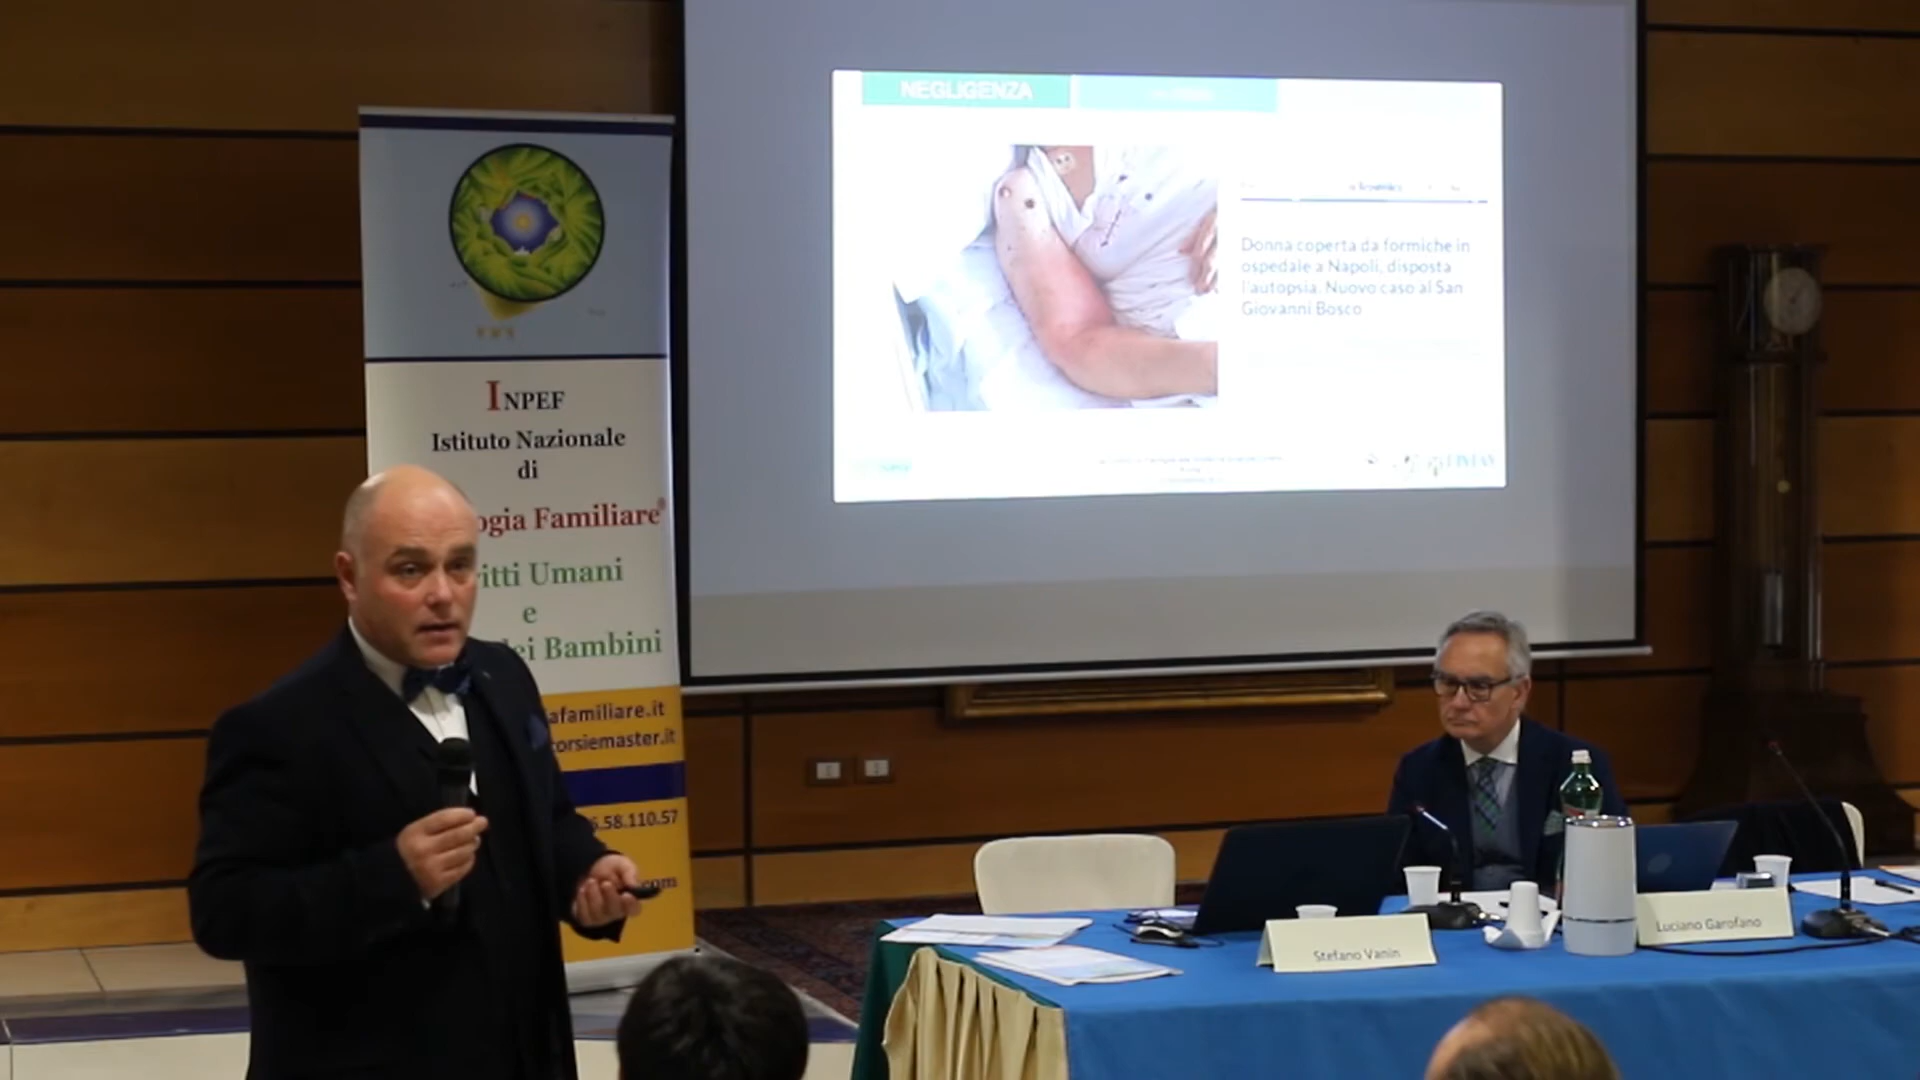 NEGLIGENZA
Donna coperta da formiche in
ospedale a Napoli, disposta
l'autopsia. Nuovo caso al San
Giovanni Bosco
INPEF
Istituto Nazionale
di
ogia Familiare®
itti Umani
e
dei Bambini
afamiliare.it
corsiemaster.it
6.58.110.57
.com
Stefano Vanin
Luciano Garofano